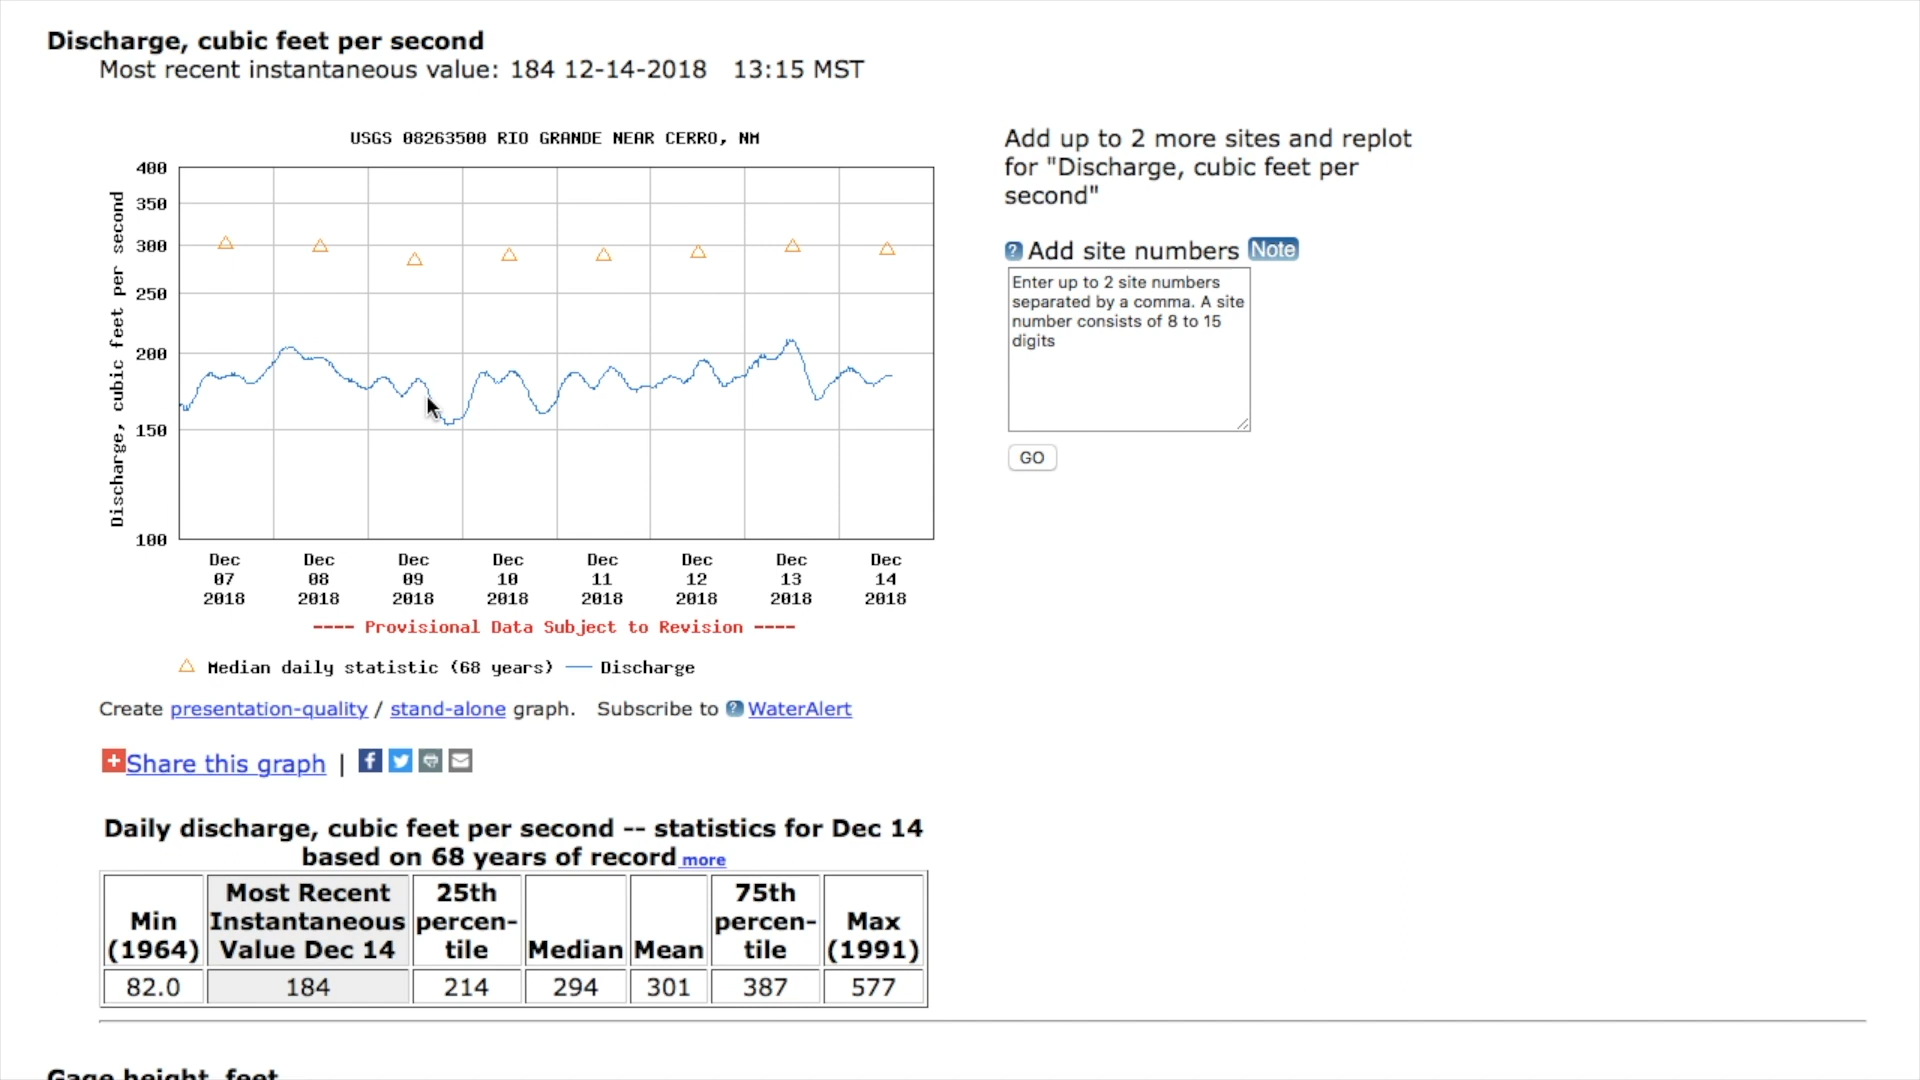 Discharge, cubic feet per second
Most recent instantaneous value: 184 12-14-2018 13:15 MST
USGS 08263500 RIO GRANDE NEAR CERRO, NM
Discharge, cubic feet per second
400
350
300
250
200
150
100
Dec Dec Dec Dec Dec Dec Dec Dec
07 08 09 10 11 12 13 14
2018 2018 2018 2018 2018 2018 2018 2018
---- Provisional Data Subject to Revision ----
Median daily statistic (68 years) Discharge
Add up to 2 more sites and replot
for "Discharge, cubic feet per
second"
? Add site numbers Note
Enter up to 2 site numbers
separated by a comma. A site
number consists of 8 to 15
digits
GO
Create presentation-quality / stand-alone graph. Subscribe to ? WaterAlert
+ Share this graph | f
Daily discharge, cubic feet per second -- statistics for Dec 14
based on 68 years of record more
Min
(1964)
Most Recent
Instantaneous
Value Dec 14
25th
percen-
tile
Median
Mean
75th
percen-
tile
Max
(1991)
82.0 184 214 294 301 387 577
Gage height, feet